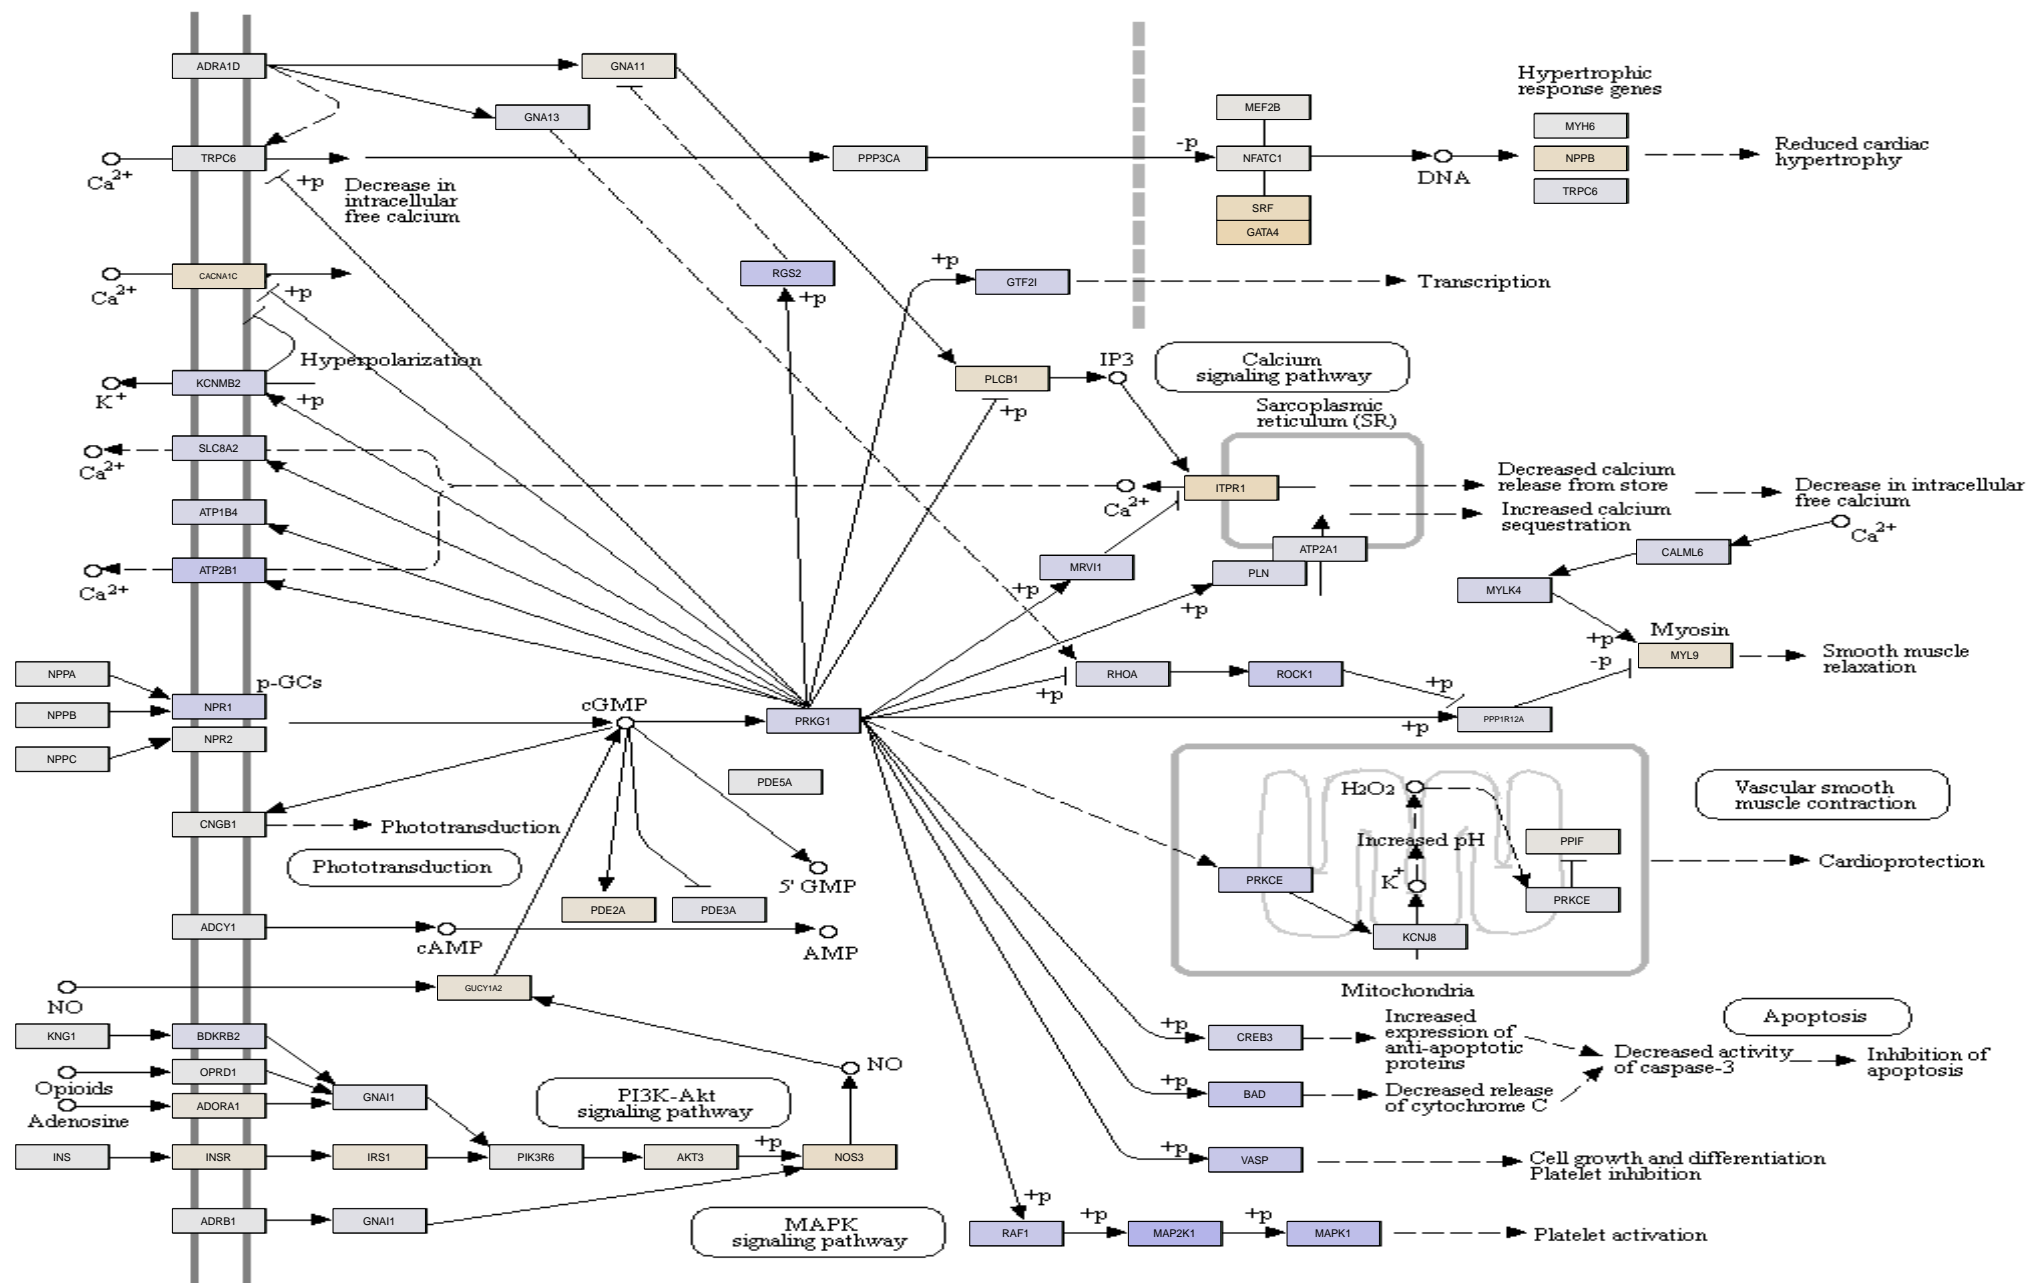 ADRA1D
GNA11
GNA13
Hypertrophic
response genes
MEF2B
MYH6
Ca2+
TRPC6
+p
Decrease in
intracellular
free calcium
PPP3CA
-p
NFATC1
DNA
NPPB
TRPC6
Reduced cardiac
hypertrophy
SRF
GATA4
Ca2+
CACNA1C
+p
RGS2
+p
+p
GTF2I
Transcription
Hyperpolarization
K+
KCNMB2
+p
PLCB1
+p
IP3
Calcium
signaling pathway
Sarcoplasmic
reticulum (SR)
Ca2+
SLC8A2
ATP1B4
Ca2+
ATP2B1
Ca2+
ITPR1
Decreased calcium
release from store
Increased calcium
sequestration
Decrease in intracellular
free calcium
Ca2+
ATP2A1
PLN
MRVI1
+p
+p
CALML6
MYLK4
+p
-p
Myosin
MYL9
Smooth muscle
relaxation
NPPA
NPPB
NPPC
p-GCs
NPR1
NPR2
cGMP
PRKG1
+p
RHOA
ROCK1
+p
+p
PPP1R12A
PDE5A
CNGB1
Phototransduction
Phototransduction
5' GMP
PDE2A
PDE3A
H2O2
Increased pH
K+
PPIF
PRKCE
PRKCE
KCNJ8
Mitochondria
Vascular smooth
muscle contraction
Cardioprotection
ADCY1
cAMP
AMP
NO
GUCY1A2
KNG1
BDKRB2
Opioids
OPRD1
Adenosine
ADORA1
GNAI1
NO
PI3K-Akt
signaling pathway
INS
INSR
IRS1
PIK3R6
AKT3
+p
NOS3
ADRB1
GNAI1
MAPK
signaling pathway
+p
CREB3
Increased
expression of
anti-apoptotic
proteins
Apoptosis
Decreased activity
of caspase-3
Inhibition of
apoptosis
+p
BAD
Decreased release
of cytochrome C
+p
VASP
Cell growth and differentiation
Platelet inhibition
+p
RAF1
+p
MAP2K1
+p
MAPK1
Platelet activation